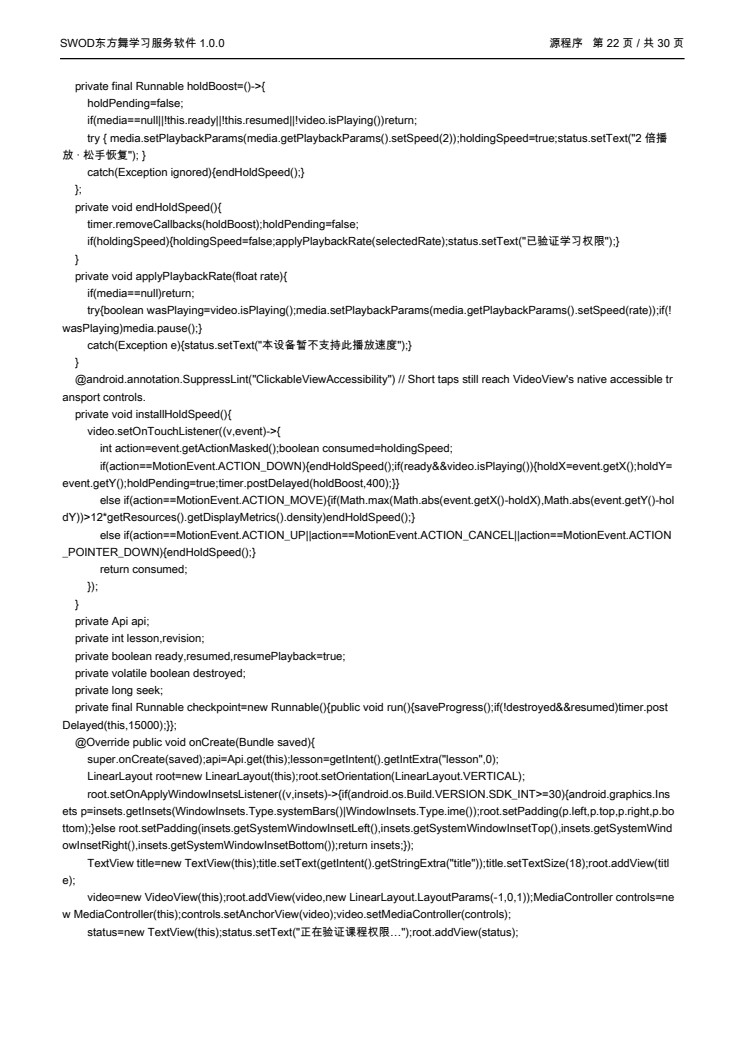 SWOD东方舞学习服务软件 1.0.0 源程序 第 22 页 / 共 30 页
private final Runnable holdBoost=()->{
holdPending=false;
if(media==null||!this.ready||!this.resumed||!video.isPlaying())return;
try { media.setPlaybackParams(media.getPlaybackParams().setSpeed(2));holdingSpeed=true;status.setText("2 倍播
放 · 松手恢复"); }
catch(Exception ignored){endHoldSpeed();}
};
private void endHoldSpeed(){
timer.removeCallbacks(holdBoost);holdPending=false;
if(holdingSpeed){holdingSpeed=false;applyPlaybackRate(selectedRate);status.setText("已验证学习权限");}
}
private void applyPlaybackRate(float rate){
if(media==null)return;
try{boolean wasPlaying=video.isPlaying();media.setPlaybackParams(media.getPlaybackParams().setSpeed(rate));if(!
wasPlaying)media.pause();}
catch(Exception e){status.setText("本设备暂不支持此播放速度");}
}
@android.annotation.SuppressLint("ClickableViewAccessibility") // Short taps still reach VideoView's native accessible tr
ansport controls.
private void installHoldSpeed(){
video.setOnTouchListener((v,event)->{
int action=event.getActionMasked();boolean consumed=holdingSpeed;
if(action==MotionEvent.ACTION_DOWN){endHoldSpeed();if(ready&&video.isPlaying()){holdX=event.getX();holdY=
event.getY();holdPending=true;timer.postDelayed(holdBoost,400);}}
else if(action==MotionEvent.ACTION_MOVE){if(Math.max(Math.abs(event.getX()-holdX),Math.abs(event.getY()-hol
dY))>12*getResources().getDisplayMetrics().density)endHoldSpeed();}
else if(action==MotionEvent.ACTION_UP||action==MotionEvent.ACTION_CANCEL||action==MotionEvent.ACTION
_POINTER_DOWN){endHoldSpeed();}
return consumed;
});
}
private Api api;
private int lesson,revision;
private boolean ready,resumed,resumePlayback=true;
private volatile boolean destroyed;
private long seek;
private final Runnable checkpoint=new Runnable(){public void run(){saveProgress();if(!destroyed&&resumed)timer.post
Delayed(this,15000);}};
@Override public void onCreate(Bundle saved){
super.onCreate(saved);api=Api.get(this);lesson=getIntent().getIntExtra("lesson",0);
LinearLayout root=new LinearLayout(this);root.setOrientation(LinearLayout.VERTICAL);
root.setOnApplyWindowInsetsListener((v,insets)->{if(android.os.Build.VERSION.SDK_INT>=30){android.graphics.Ins
ets p=insets.getInsets(WindowInsets.Type.systemBars()|WindowInsets.Type.ime());root.setPadding(p.left,p.top,p.right,p.bo
ttom);}else root.setPadding(insets.getSystemWindowInsetLeft(),insets.getSystemWindowInsetTop(),insets.getSystemWind
owInsetRight(),insets.getSystemWindowInsetBottom());return insets;});
TextView title=new TextView(this);title.setText(getIntent().getStringExtra("title"));title.setTextSize(18);root.addView(titl
e);
video=new VideoView(this);root.addView(video,new LinearLayout.LayoutParams(-1,0,1));MediaController controls=ne
w MediaController(this);controls.setAnchorView(video);video.setMediaController(controls);
status=new TextView(this);status.setText("正在验证课程权限…");root.addView(status);